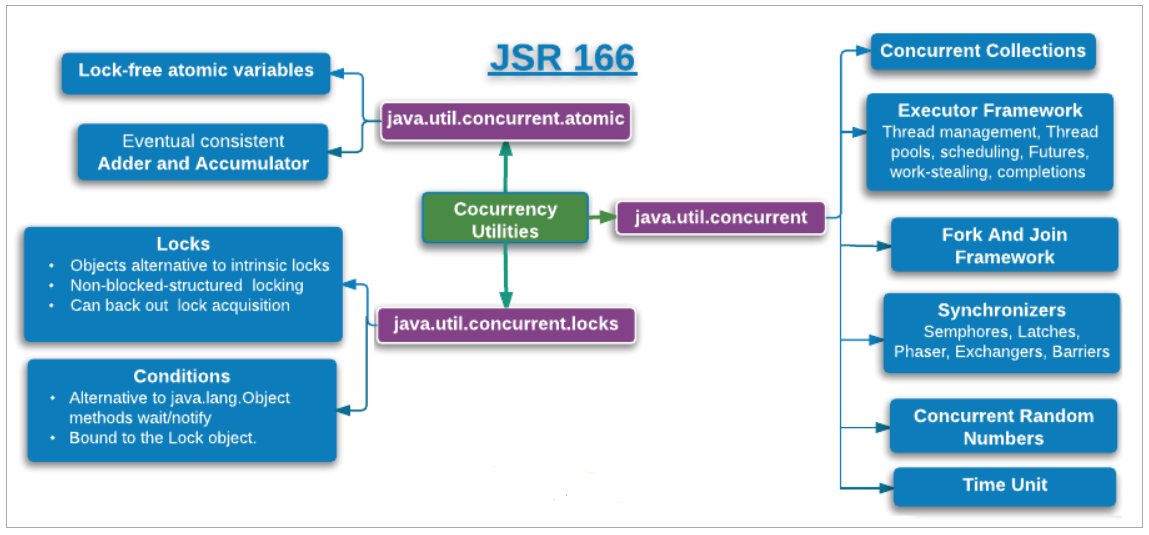 JSR 166
Lock-free atomic variables
Eventual consistent
Adder and Accumulator
java.util.concurrent.atomic
Cocurrency
Utilities
java.util.concurrent
java.util.concurrent.locks
Locks
• Objects alternative to intrinsic locks
• Non-blocked-structured locking
• Can back out lock acquisition
Conditions
• Alternative to java.lang.Object
methods wait/notify
• Bound to the Lock object.
Concurrent Collections
Executor Framework
Thread management, Thread
pools, scheduling, Futures,
work-stealing, completions
Fork And Join
Framework
Synchronizers
Semphores, Latches,
Phaser, Exchangers, Barriers
Concurrent Random
Numbers
Time Unit